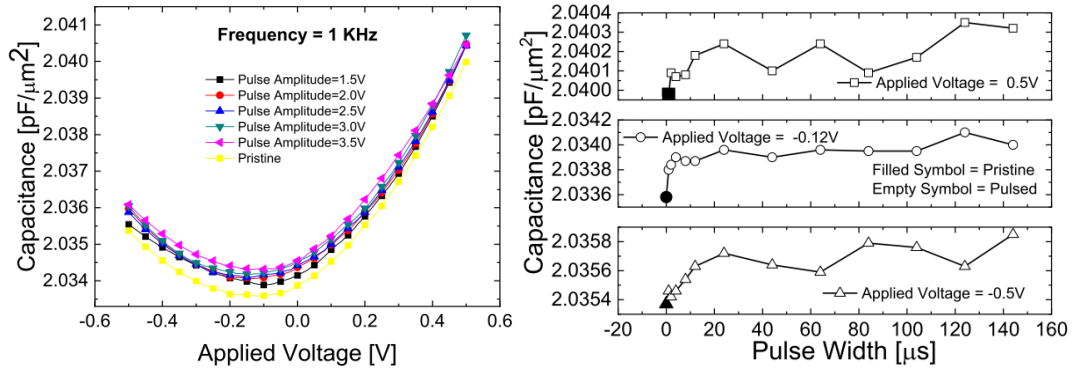 Frequency = 1 KHz
Pulse Amplitude=1.5V
Pulse Amplitude=2.0V
Pulse Amplitude=2.5V
Pulse Amplitude=3.0V
Pulse Amplitude=3.5V
Pristine
Capacitance [pF/μm2]
2.041
2.040
2.039
2.038
2.037
2.036
2.035
2.034
-0.6
-0.4
-0.2
0.0
0.2
0.4
0.6
Applied Voltage [V]
Capacitance [pF/μm²]
2.0404
2.0403
2.0402
2.0401
2.0400
Applied Voltage = 0.5V
2.0342
2.0340
2.0338
2.0336
Applied Voltage = -0.12V
Filled Symbol = Pristine
Empty Symbol = Pulsed
2.0358
2.0356
2.0354
Applied Voltage = -0.5V
-20
0
20
40
60
80
100
120
140
160
Pulse Width [μs]